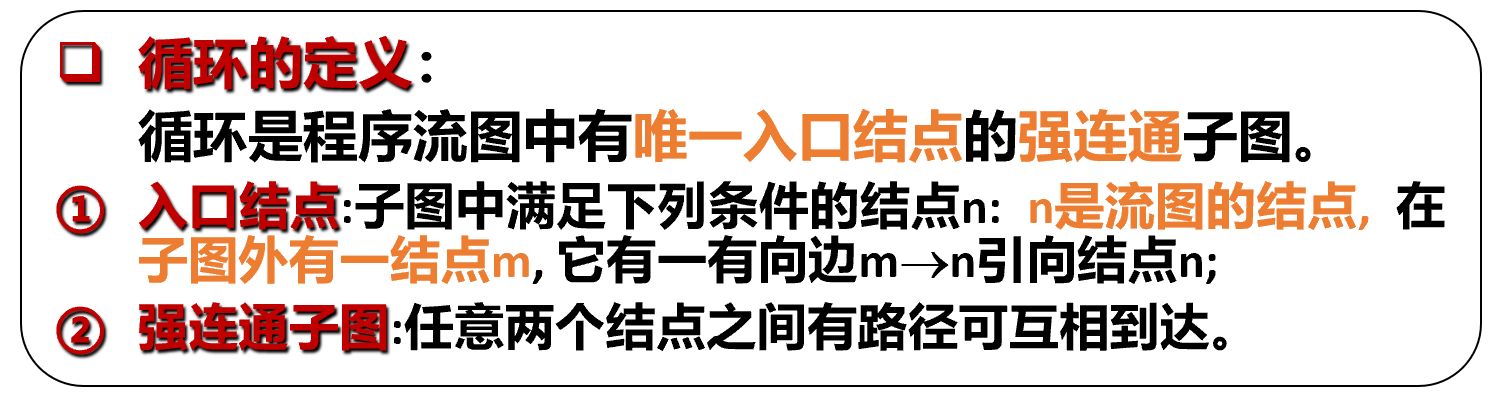 循环的定义：
循环是程序流图中有唯一入口结点的强连通子图。
① 入口结点:子图中满足下列条件的结点n: n是流图的结点, 在
子图外有一结点m, 它有一有向边m→n引向结点n;
② 强连通子图:任意两个结点之间有路径可互相到达。